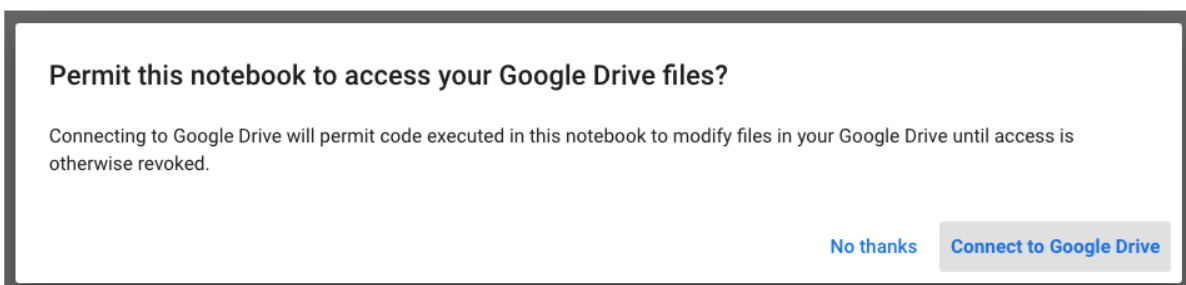 Permit this notebook to access your Google Drive files?
Connecting to Google Drive will permit code executed in this notebook to modify files in your Google Drive until access is
otherwise revoked.
No thanks Connect to Google Drive